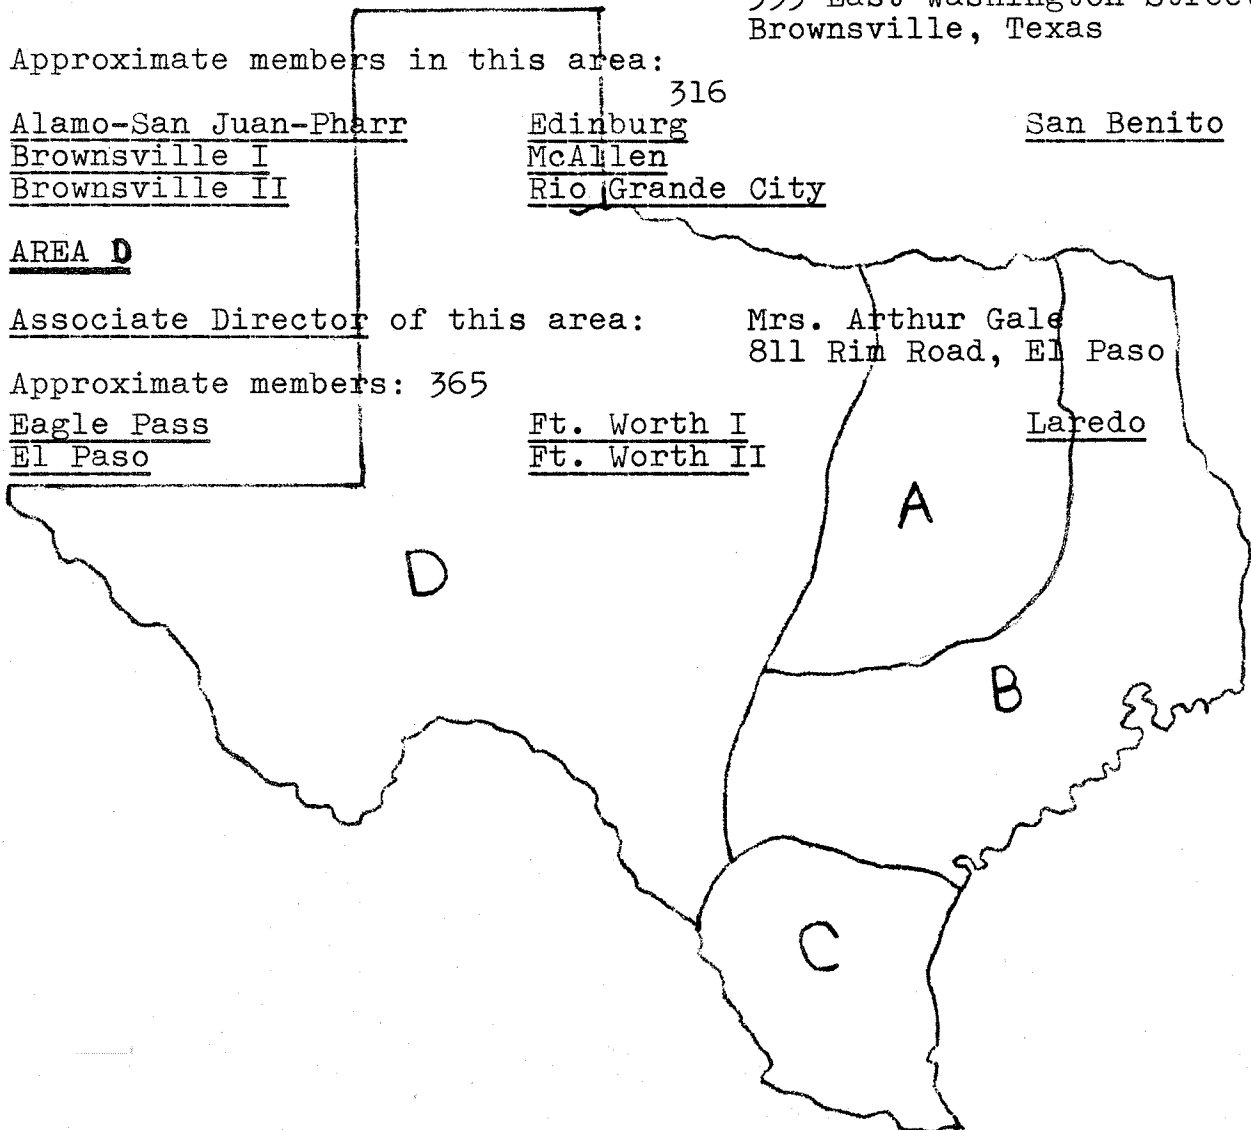 Brownsville, Texas
Approximate members in this area:
316
Alamo-San Juan-Pharr Edinburg San Benito
Brownsville I McAllen
Brownsville II Rio Grande City
AREA D
Associate Director of this area: Mrs. Arthur Gale
811 Rim Road, El Paso
Approximate members: 365
Eagle Pass Ft. Worth I Laredo
El Paso Ft. Worth II
A
D
B
C